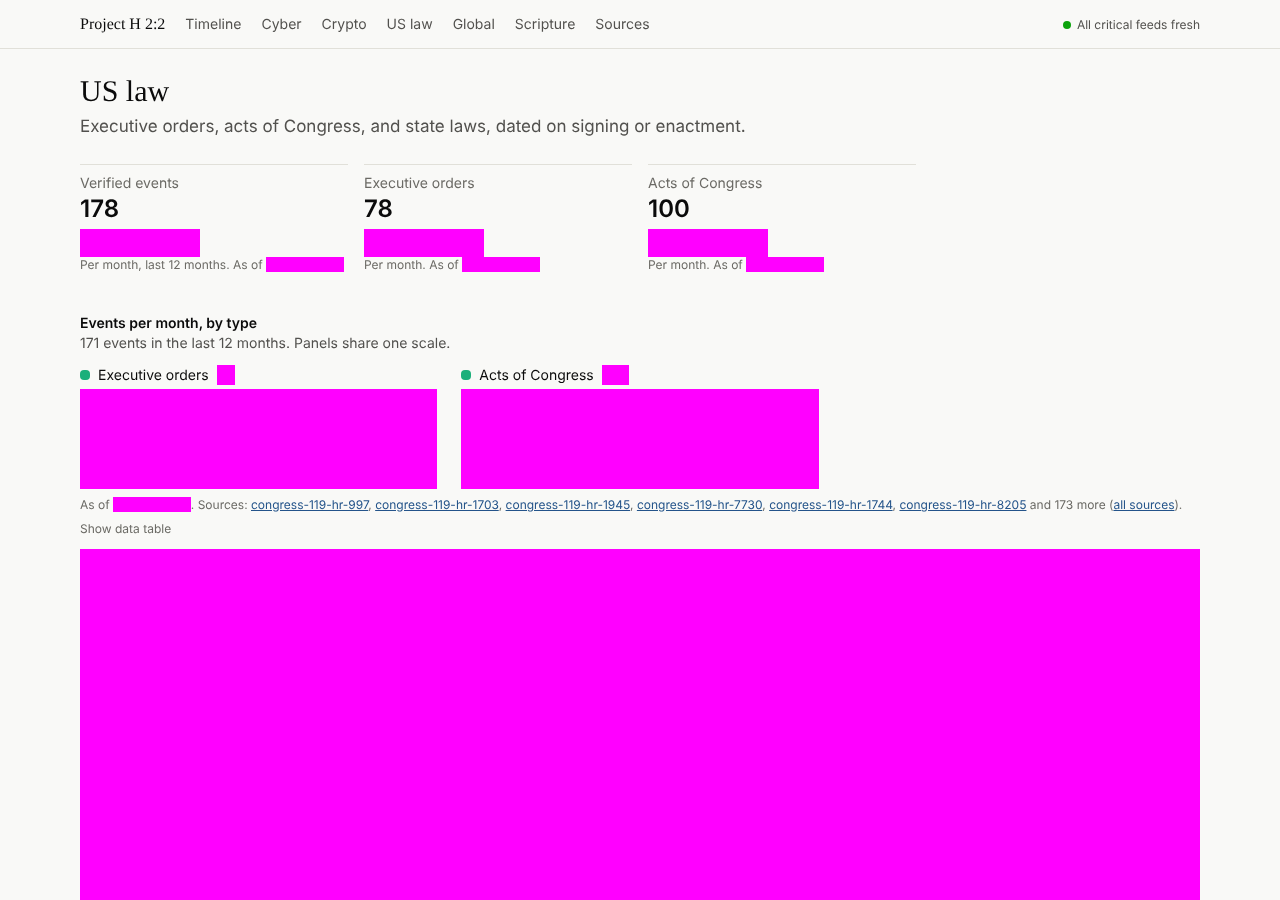 Project H 2:2 Timeline Cyber Crypto US law Global Scripture Sources All critical feeds fresh
US law
Executive orders, acts of Congress, and state laws, dated on signing or enactment.
Verified events Executive orders Acts of Congress
178 78 100
Per month, last 12 months. As of Per month. As of Per month. As of
Events per month, by type
171 events in the last 12 months. Panels share one scale.
Executive orders Acts of Congress
As of . Sources: congress-119-hr-997, congress-119-hr-1703, congress-119-hr-1945, congress-119-hr-7730, congress-119-hr-1744, congress-119-hr-8205 and 173 more (all sources).
Show data table